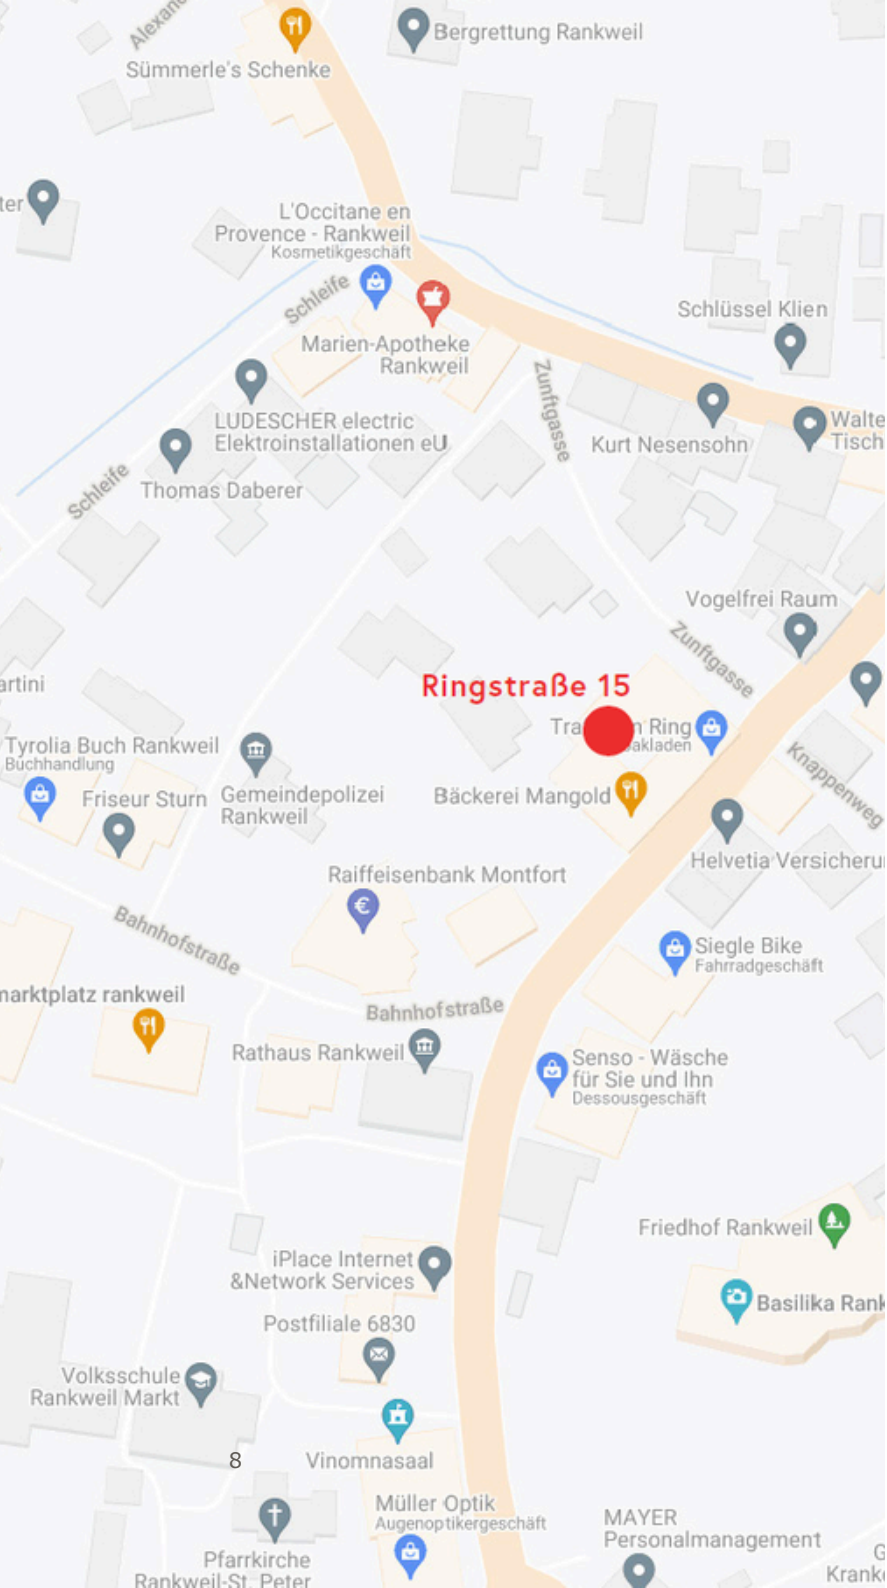 Alexand
Sümmerle's Schenke
Bergrettung Rankweil
ter
L'Occitane en
Provence - Rankweil
Kosmetikgeschäft
Schleife
Marien-Apotheke
Rankweil
Schlüssel Klien
Zunftgasse
LUDESCHER electric
Elektroinstallationen eU
Kurt Nesensohn
Walte
Tisch
Schleife
Thomas Daberer
Vogelfrei Raum
Zunftgasse
artini
Ringstraße 15
Tra
n Ring
akladen
Tyrolia Buch Rankweil
Buchhandlung
Friseur Sturn
Gemeindepolizei
Rankweil
Bäckerei Mangold
Knappenweg
Helvetia Versicheru
Raiffeisenbank Montfort
€
Bahnhofstraße
Siegle Bike
Fahrradgeschäft
marktplatz rankweil
Bahnhofstraße
Rathaus Rankweil
Senso - Wäsche
für Sie und Ihn
Dessousgeschäft
Friedhof Rankweil
iPlace Internet
&Network Services
Basilika Rank
Postfiliale 6830
Volksschule
Rankweil Markt
8
Vinomnasaal
Müller Optik
Augenoptikergeschäft
MAYER
Personalmanagement
Pfarrkirche
Rankweil-St. Peter
G
Kranke